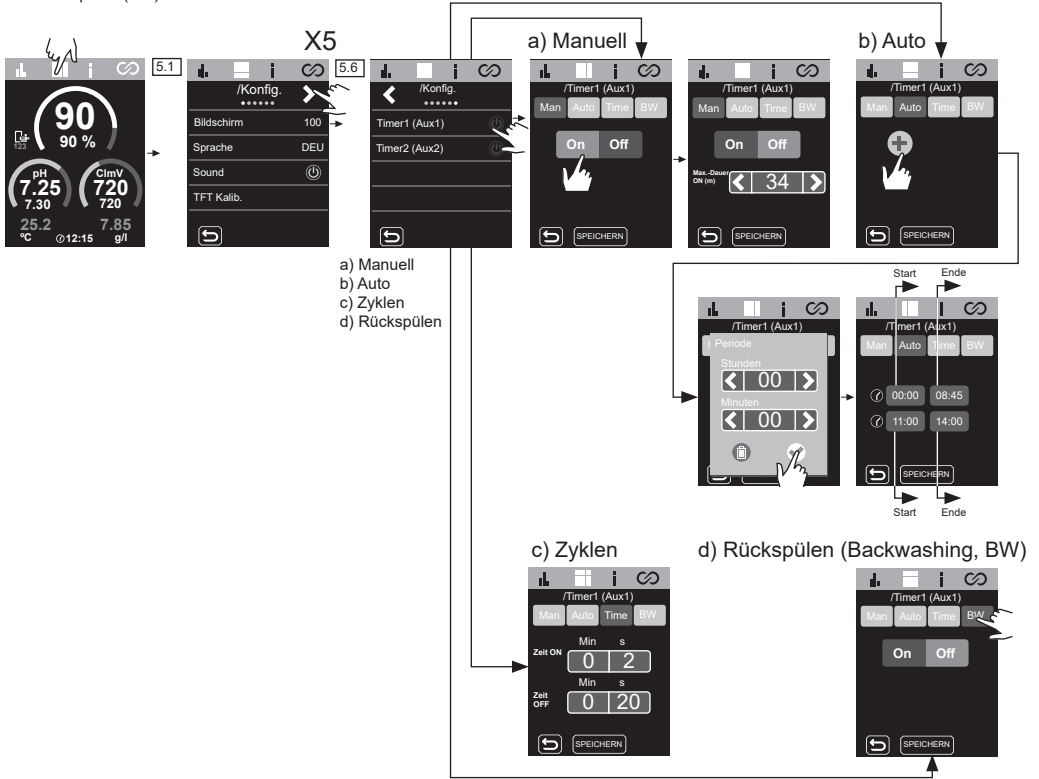 X5
a) Manuell
b) Auto
90
90 %
123
pH
7.25
7.30
ClmV
720
720
25.2
7.85
ºC
12:15
g/l
5.1
/Konfig.
Bildschirm 100
Sprache DEU
Sound
TFT Kalib.
5.6
/Konfig.
Timer1 (Aux1)
Timer2 (Aux2)
a) Manuell
b) Auto
c) Zyklen
d) Rückspülen
/Timer1 (Aux1)
Man Auto Time BW
On Off
SPEICHERN
/Timer1 (Aux1)
Man Auto Time BW
On Off
Max.-Dauer
ON (m)
34
SPEICHERN
/Timer1 (Aux1)
Man Auto Time BW
SPEICHERN
/Timer1 (Aux1)
Periode
Stunden
00
Minuten
00
Start Ende
/Timer1 (Aux1)
Man Auto Time BW
00:00 08:45
11:00 14:00
SPEICHERN
Start Ende
c) Zyklen
/Timer1 (Aux1)
Man Auto Time BW
Min s
Zeit ON
0 2
Min s
Zeit
OFF
0 20
SPEICHERN
d) Rückspülen (Backwashing, BW)
/Timer1 (Aux1)
Man Auto Time BW
On Off
SPEICHERN